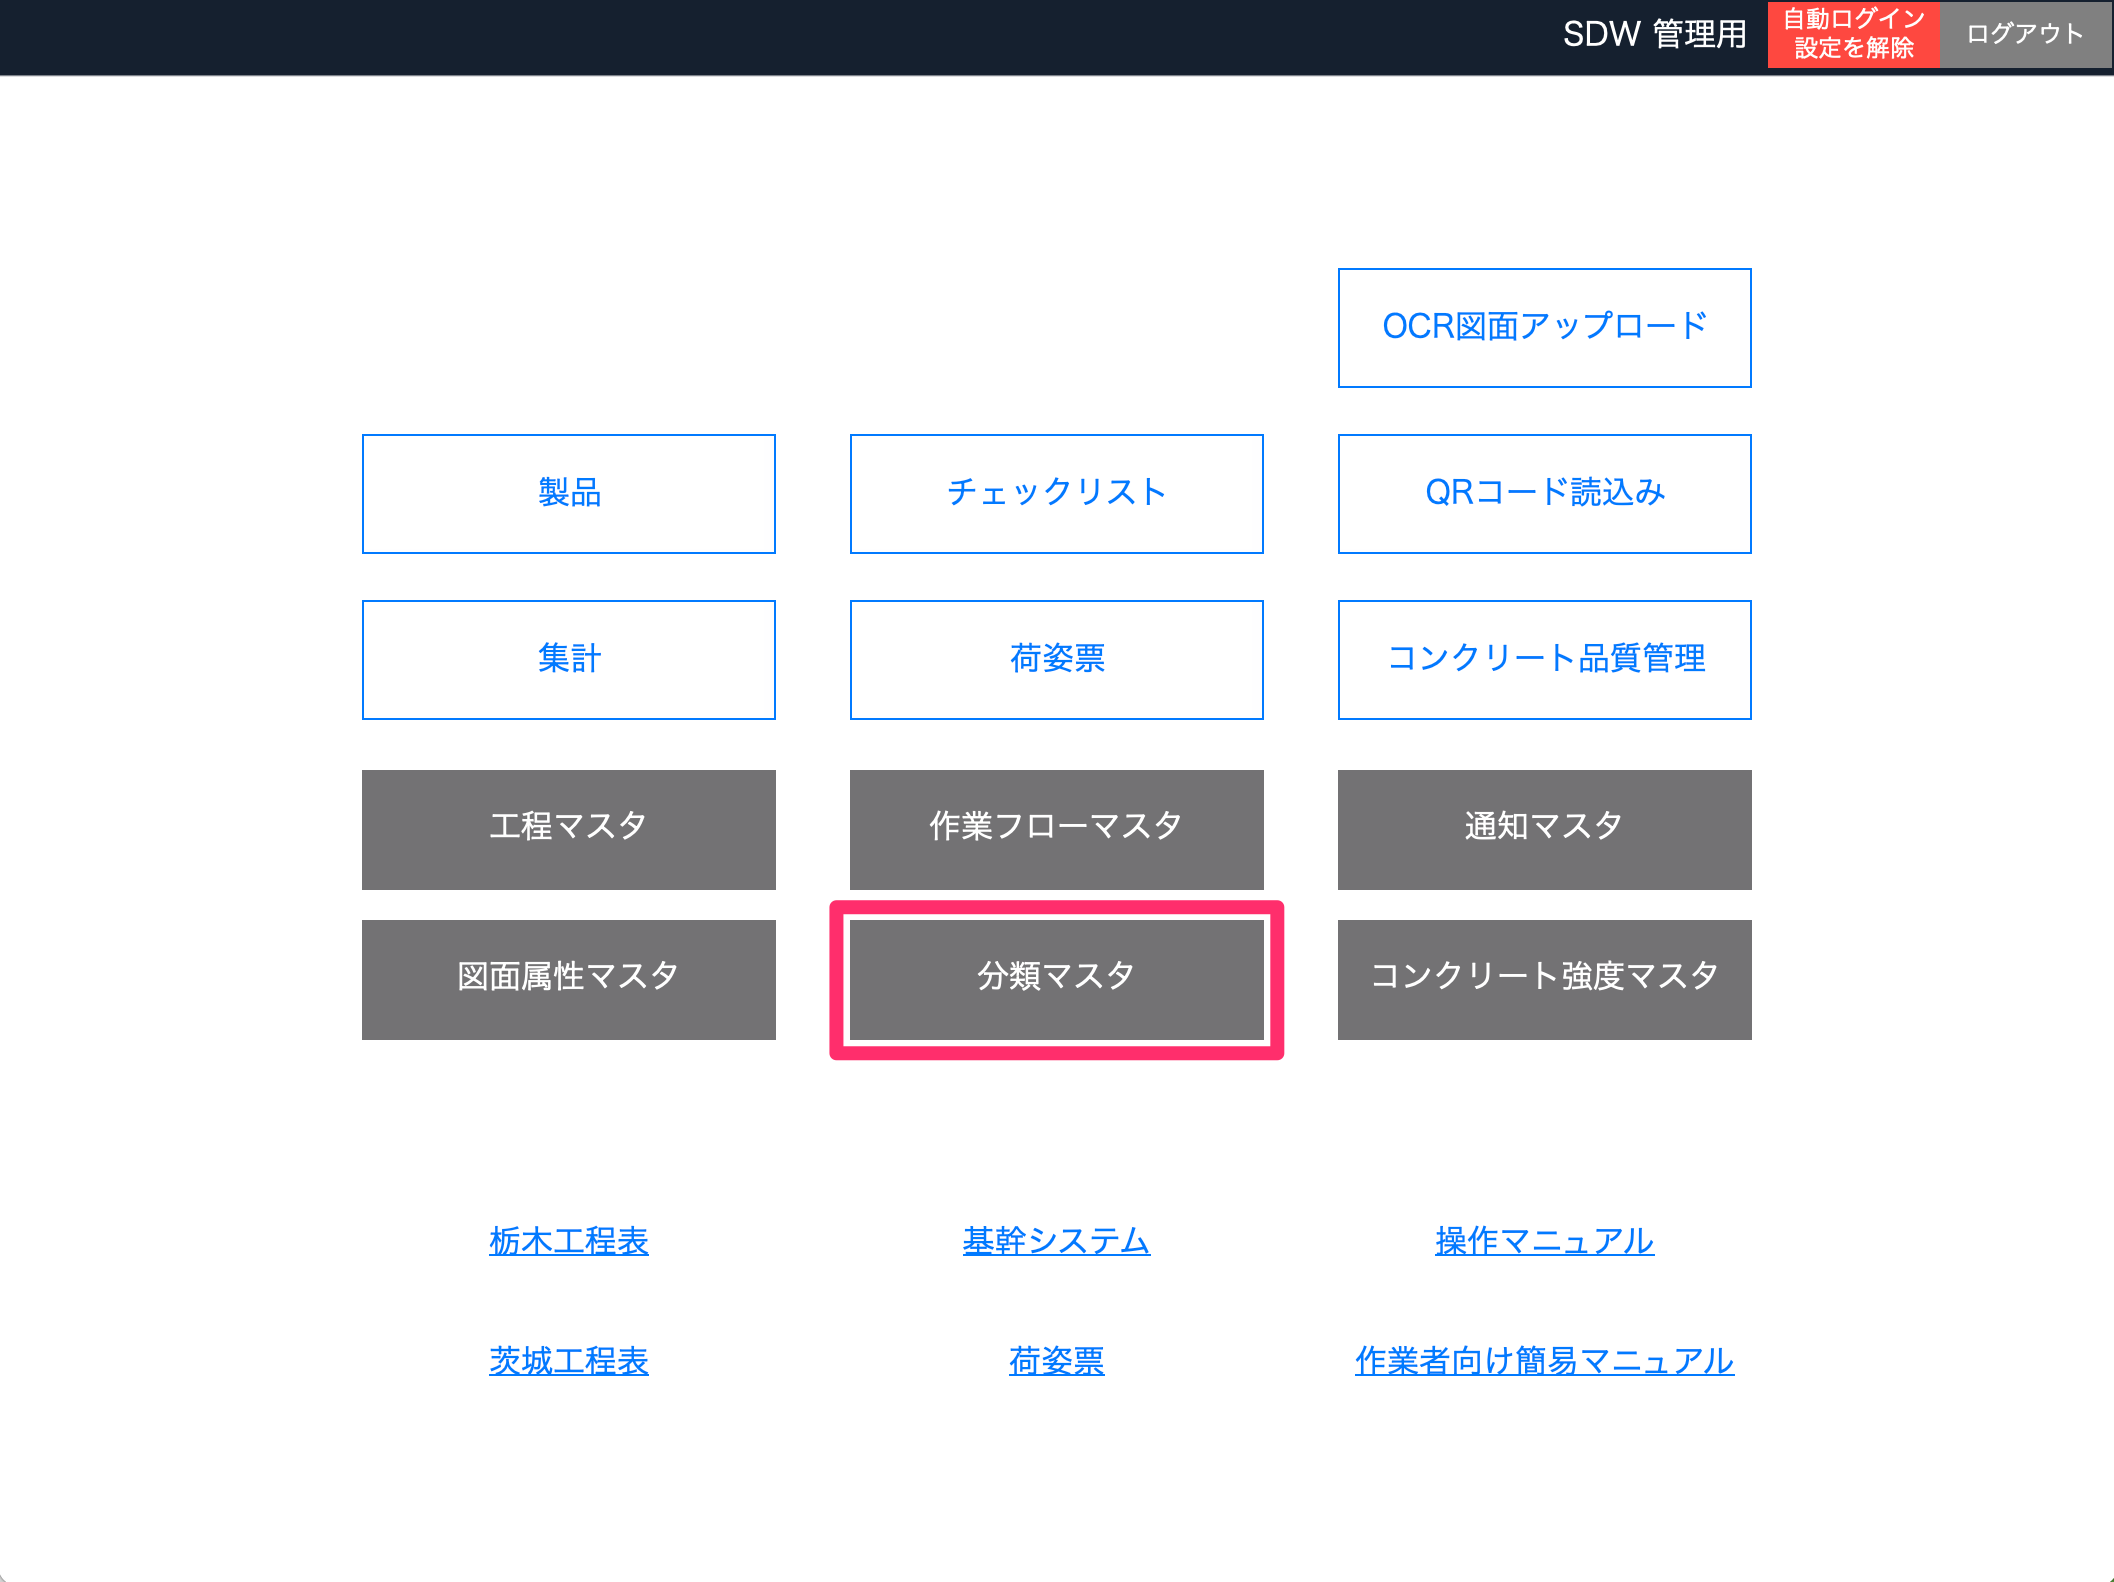 SDW 管理用
自動ログイン
設定を解除
ログアウト
OCR図面アップロード
製品
チェックリスト
QRコード読込み
集計
荷姿票
コンクリート品質管理
工程マスタ
作業フローマスタ
通知マスタ
図面属性マスタ
分類マスタ
コンクリート強度マスタ
栃木工程表
基幹システム
操作マニュアル
茨城工程表
荷姿票
作業者向け簡易マニュアル